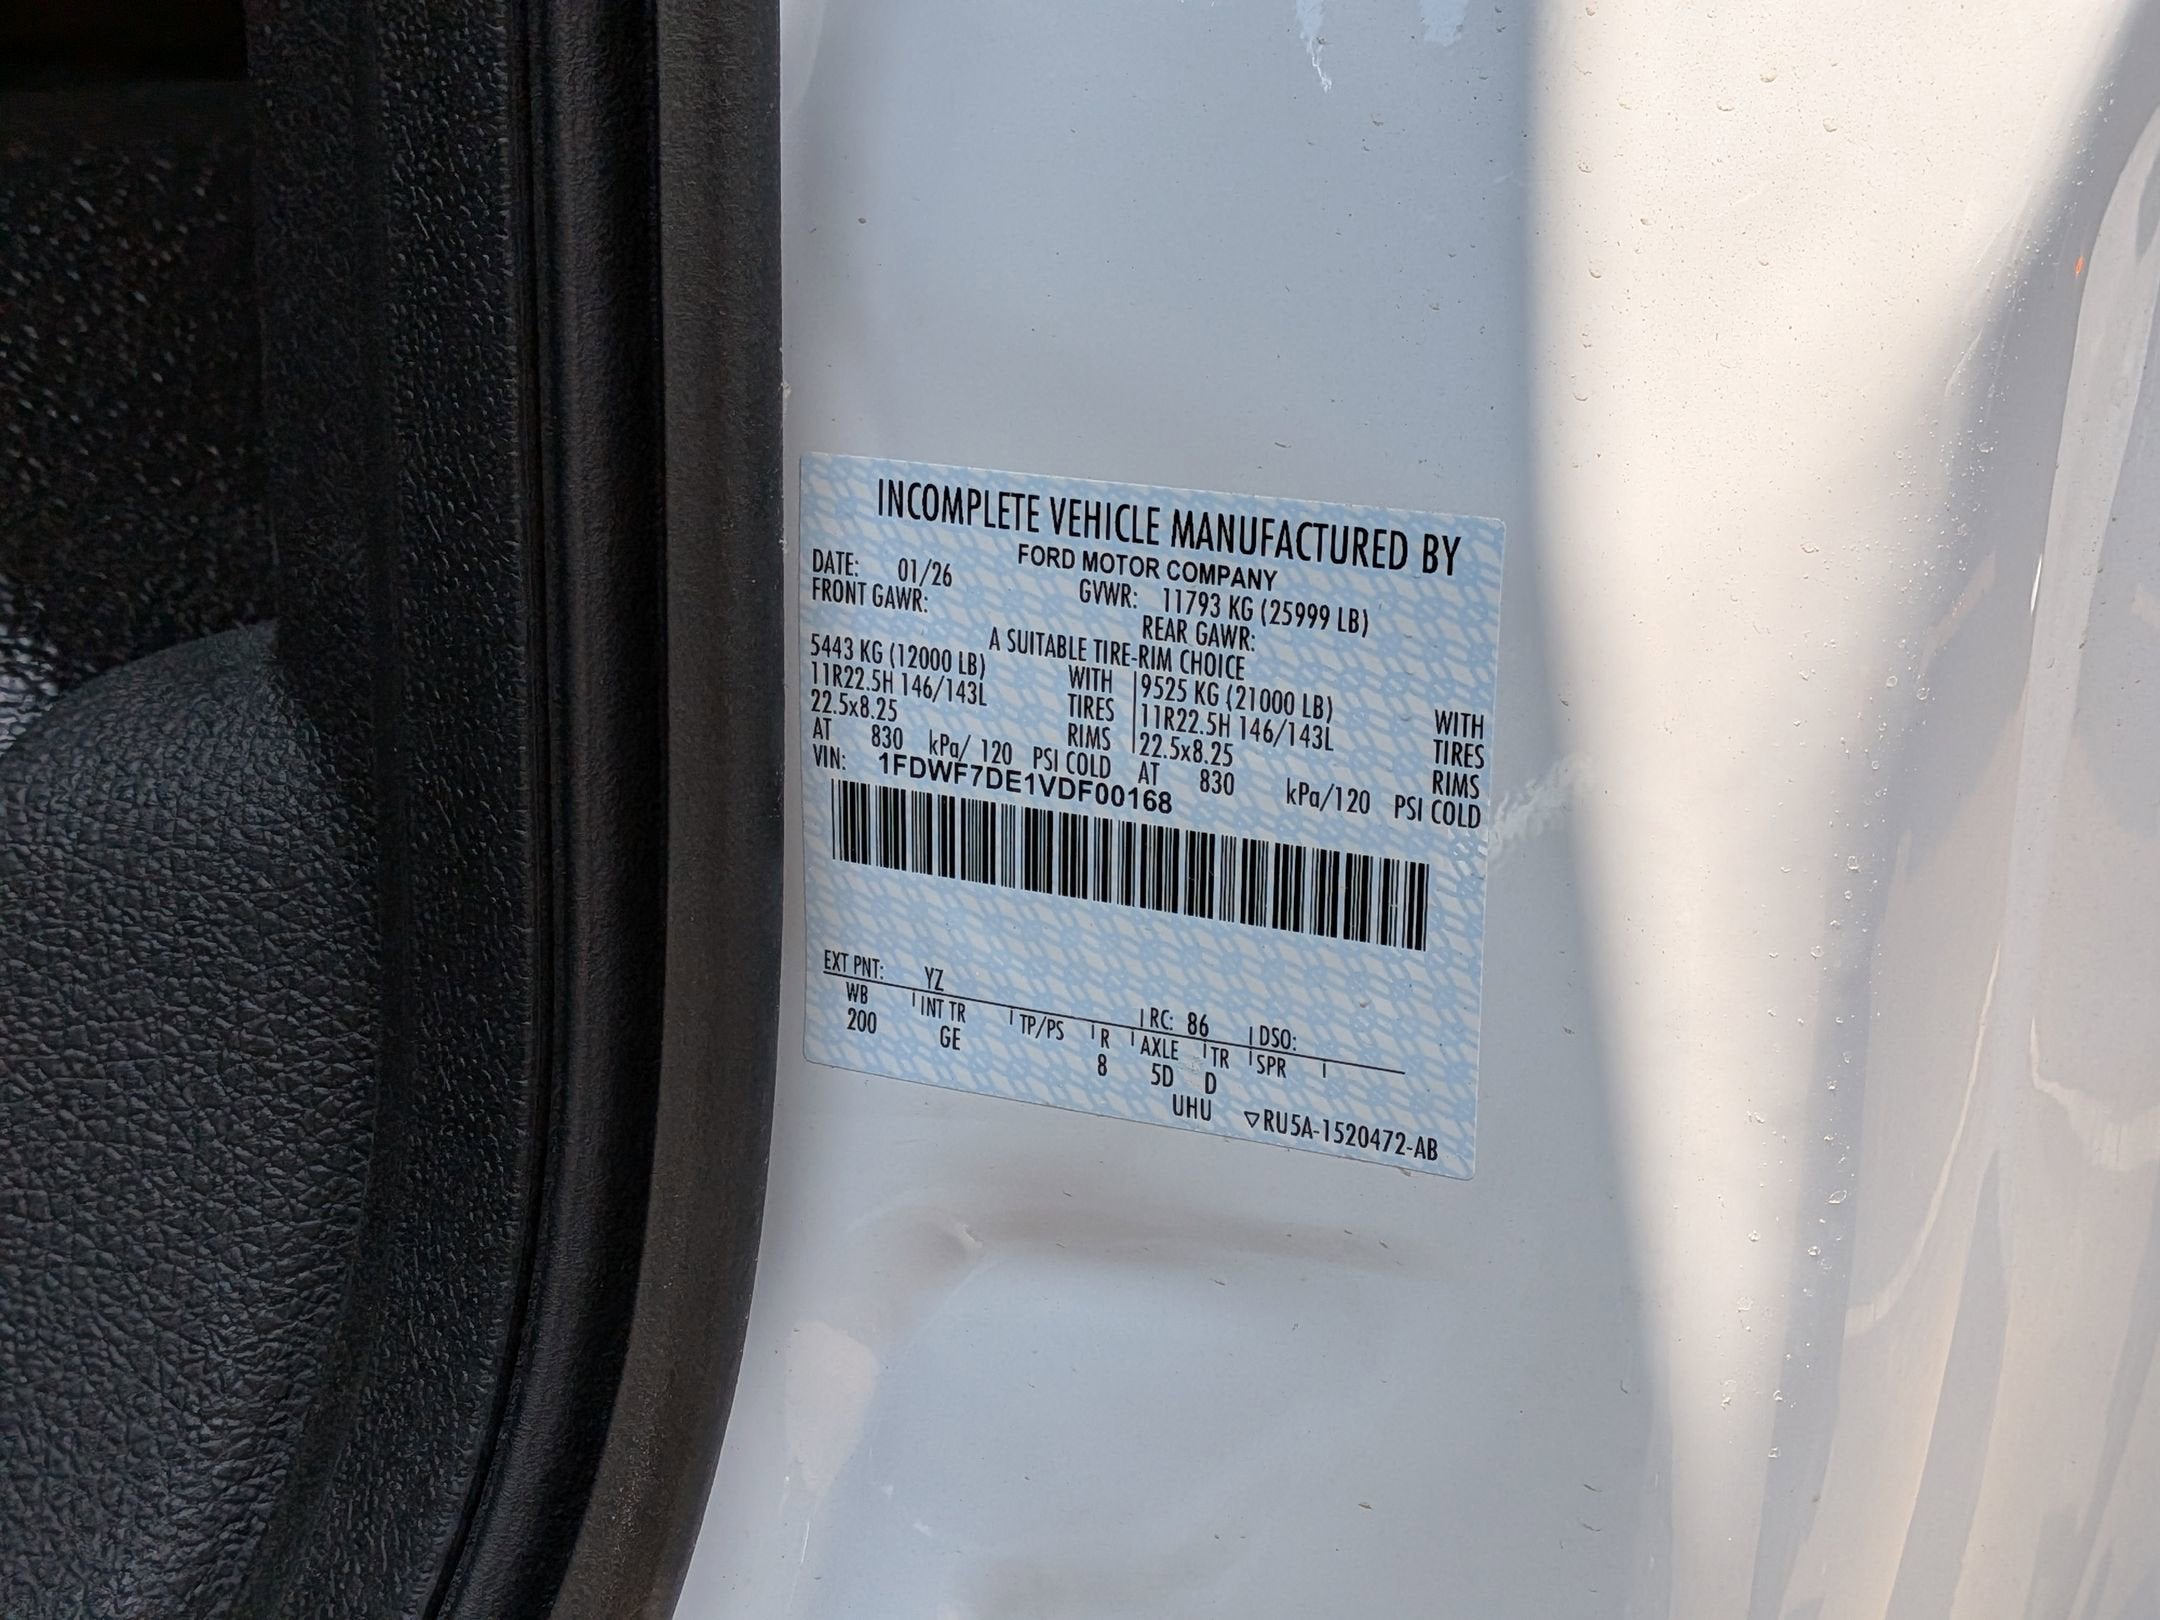 INCOMPLETE VEHICLE MANUFACTURED BY
FORD MOTOR COMPANY
DATE: 01/26 GVWR: 11793 KG (25999 LB)
FRONT GAWR: REAR GAWR:
A SUITABLE TIRE-RIM CHOICE
5443 KG (12000 LB) WITH 9525 KG (21000 LB) WITH
11R22.5H 146/143L TIRES 11R22.5H 146/143L TIRES
22.5x8.25 RIMS 22.5x8.25 RIMS
AT 830 kPa/ 120 PSI COLD AT 830 kPa/120 PSI COLD
VIN: 1FDWF7DE1VDF00168
EXT PNT: YZ RC: 86 DSO:
WB INT TR TP/PS R AXLE TR SPR
200 GE 8 5D D
UHU ▽RU5A-1520472-AB